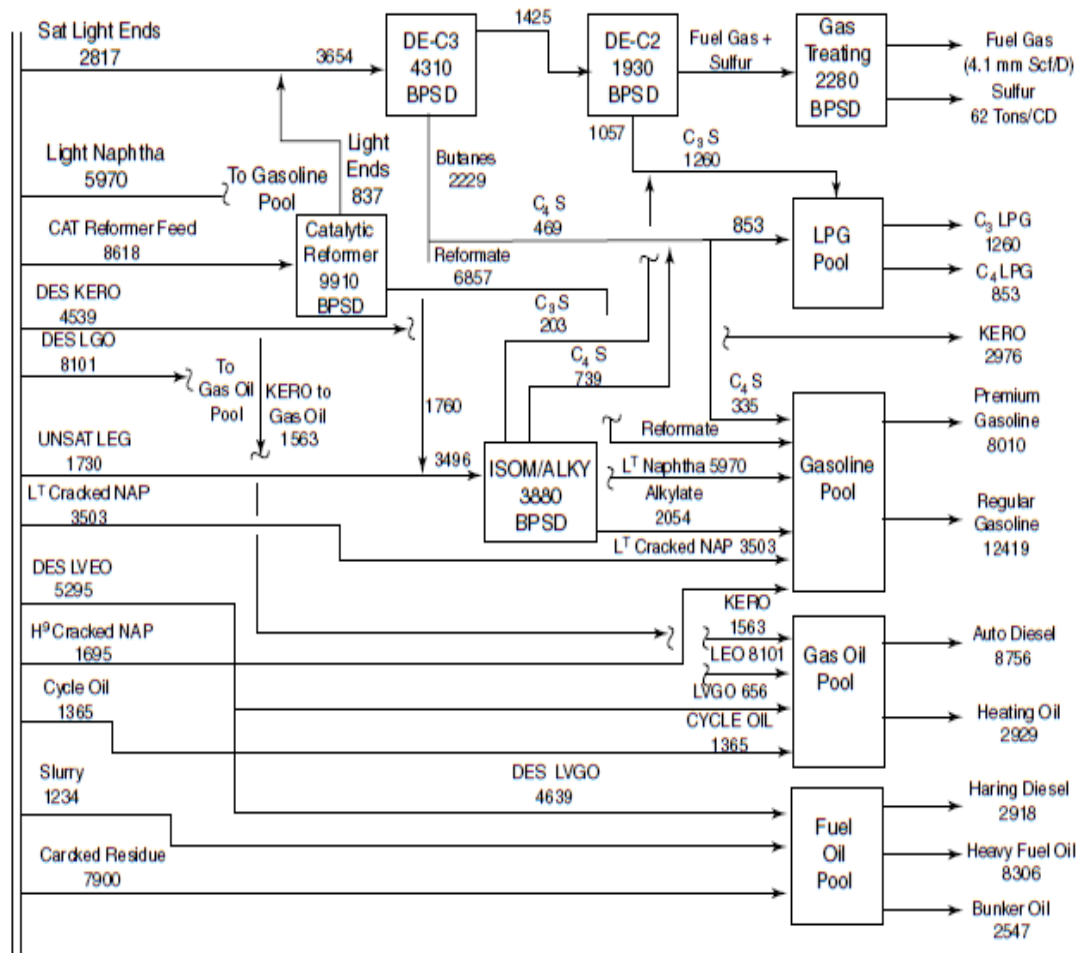 Sat Light Ends
2817
3654
DE-C3
4310
BPSD
1425
DE-C2
1930
BPSD
Fuel Gas +
Sulfur
Gas
Treating
2280
BPSD
Fuel Gas
(4.1 mm Scf/D)
Sulfur
62 Tons/CD
1057
C3 S
1260
Light Naphtha
5970
To Gasoline
Pool
Light
Ends
837
Butanes
2229
C4 S
469
853
LPG
Pool
C3 LPG
1260
C4 LPG
853
CAT Reformer Feed
8618
Catalytic
Reformer
9910
BPSD
Reformate
6857
DES KERO
4539
C3 S
203
KERO
2976
DES LGO
8101
To
Gas Oil
Pool
KERO to
Gas Oil
1563
1760
C4 S
739
C4 S
335
Premium
Gasoline
8010
UNSAT LEG
1730
3496
ISOM/ALKY
3880
BPSD
Reformate
LT Naphtha 5970
Alkylate
2054
LT Cracked NAP 3503
Gasoline
Pool
Regular
Gasoline
12419
LT Cracked NAP
3503
DES LVEO
5295
H9 Cracked NAP
1695
KERO
1563
LEO 8101
LVGO 656
CYCLE OIL
1365
Gas Oil
Pool
Auto Diesel
8756
Heating Oil
2929
Cycle Oil
1365
Slurry
1234
DES LVGO
4639
Carcked Residue
7900
Fuel
Oil
Pool
Haring Diesel
2918
Heavy Fuel Oil
8306
Bunker Oil
2547